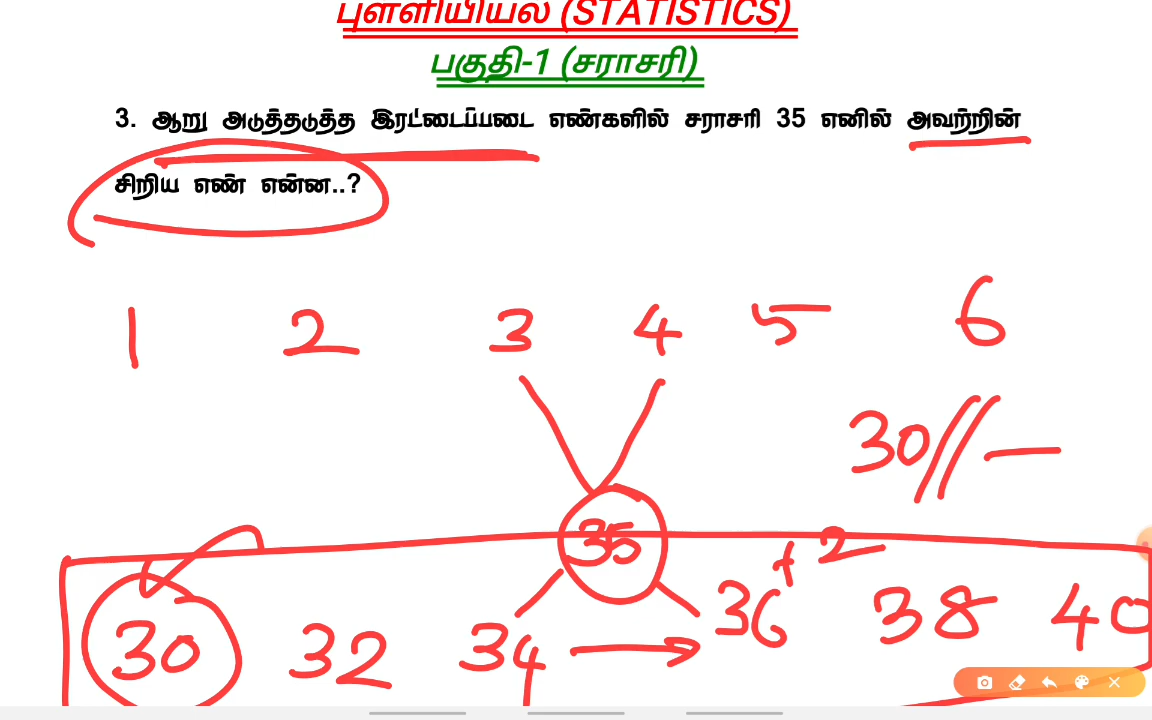 புள்ளியியல் (STATISTICS)
பகுதி-1 (சராசரி)
3. ஆறு அடுத்தடுத்த இரட்டைப்படை எண்களில் சராசரி 35 எனில் அவற்றின்
சிறிய எண் என்ன..?
1 2 3 4 5 6
30//—
35
+2
30 32 34 → 36 38 40